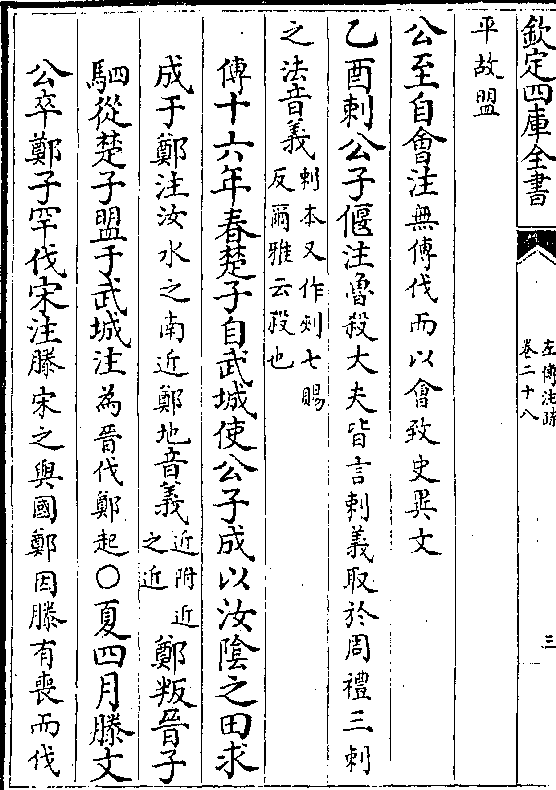 欽定四庫全書
左傳注疏
卷二十八
三
平故盟
公至自會注無傳伐而以會致史異文
乙酉刺公子偃注魯殺大夫皆言刺義取於周禮三刺
之法音義刺本又作刾七賜
反爾雅云殺也
傳十六年春楚子自武城使公子成以汝隂之田求
成于鄭注汝水之南近鄭地音義近附近
之近
鄭叛晉子
駟從楚子盟于武城注為晉伐鄭起○夏四月滕文
公卒鄭子罕伐宋注滕宋之與國鄭因滕有喪而伐